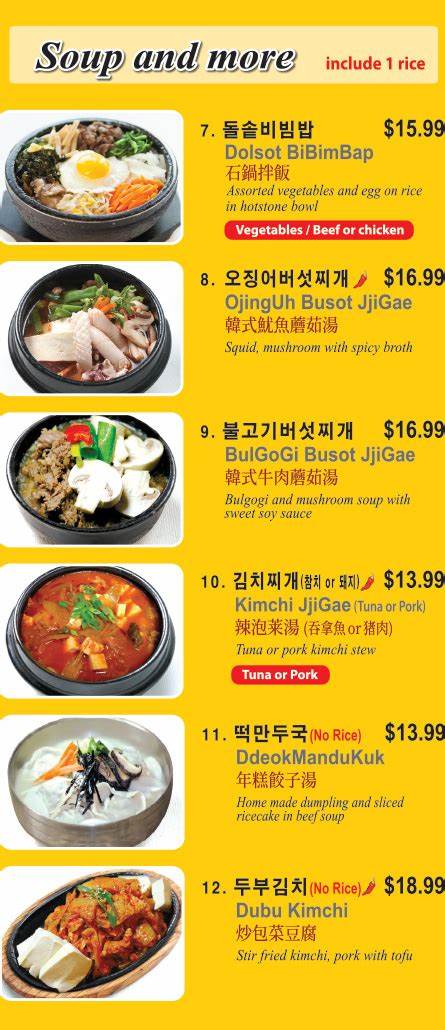 Soup and more include 1 rice
7. 돌솥비빔밥 $15.99
Dolsot BiBimBap
石鍋拌飯
Assorted vegetables and egg on rice
in hotstone bowl
Vegetables / Beef or chicken
8. 오징어버섯찌개 $16.99
OjingUh Busot JjiGae
韓式魷魚蘑茹湯
Squid, mushroom with spicy broth
9. 불고기버섯찌개 $16.99
BulGoGi Busot JjiGae
韓式牛肉蘑茹湯
Bulgogi and mushroom soup with
sweet soy sauce
10. 김치찌개(참치 or 돼지) $13.99
Kimchi JjiGae (Tuna or Pork)
辣泡菜湯 (吞拿魚 or 猪肉)
Tuna or pork kimchi stew
Tuna or Pork
11. 떡만두국(No Rice) $13.99
DdeokManduKuk
年糕餃子湯
Home made dumpling and sliced
ricecake in beef soup
12. 두부김치(No Rice) $18.99
Dubu Kimchi
炒包菜豆腐
Stir fried kimchi, pork with tofu